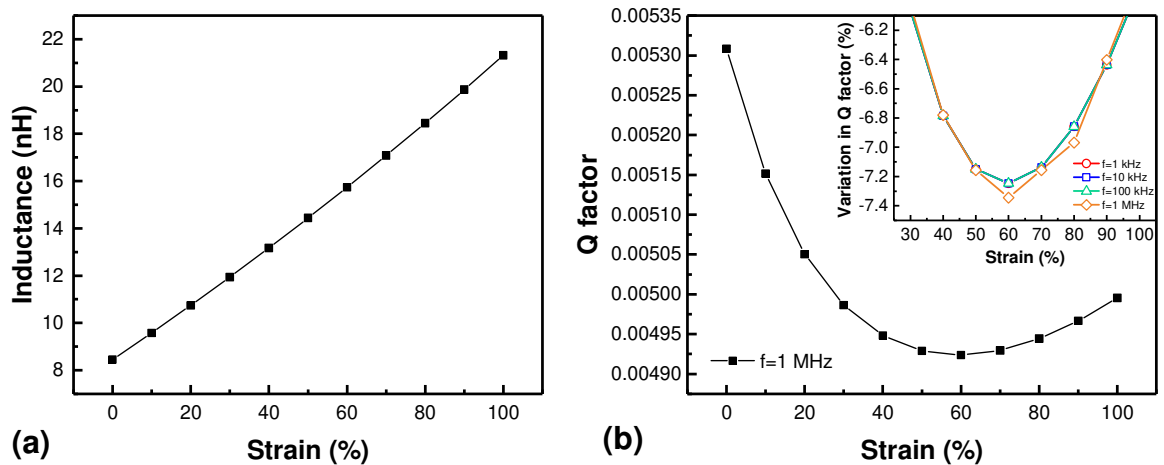 22
20
18
16
14
12
10
8
Inductance (nH)
0 20 40 60 80 100
Strain (%)
(a)
0.00535
0.00530
0.00525
0.00520
0.00515
0.00510
0.00505
0.00500
0.00495
0.00490
Q factor
f=1 MHz
0 20 40 60 80 100
Strain (%)
(b)
-6.2
-6.4
-6.6
-6.8
-7.0
-7.2
-7.4
Variation in Q factor (%)
f=1 kHz
f=10 kHz
f=100 kHz
f=1 MHz
30 40 50 60 70 80 90 100
Strain (%)